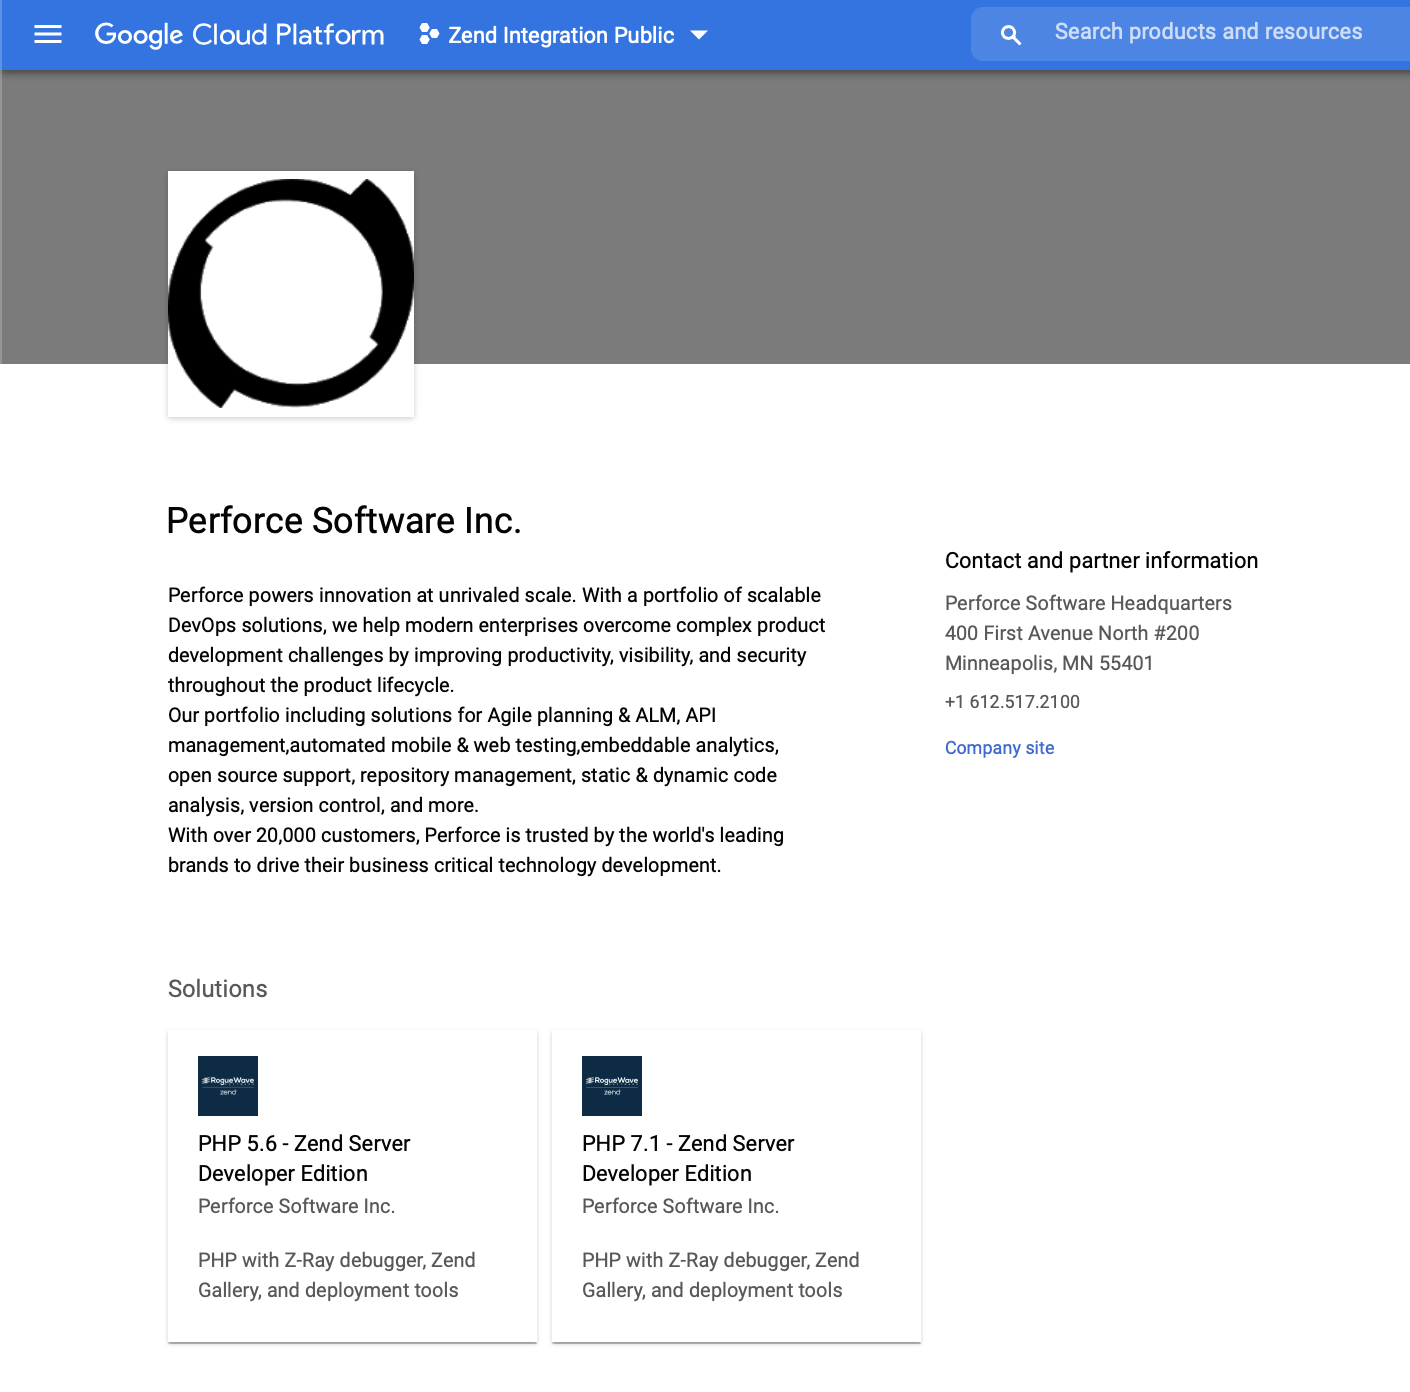 Google Cloud Platform
Zend Integration Public
Search products and resources
Perforce Software Inc.
Perforce powers innovation at unrivaled scale. With a portfolio of scalable
DevOps solutions, we help modern enterprises overcome complex product
development challenges by improving productivity, visibility, and security
throughout the product lifecycle.
Our portfolio including solutions for Agile planning & ALM, API
management,automated mobile & web testing,embeddable analytics,
open source support, repository management, static & dynamic code
analysis, version control, and more.
With over 20,000 customers, Perforce is trusted by the world's leading
brands to drive their business critical technology development.
Contact and partner information
Perforce Software Headquarters
400 First Avenue North #200
Minneapolis, MN 55401
+1 612.517.2100
Company site
Solutions
RogueWave
zend
PHP 5.6 - Zend Server
Developer Edition
Perforce Software Inc.
PHP with Z-Ray debugger, Zend
Gallery, and deployment tools
RogueWave
zend
PHP 7.1 - Zend Server
Developer Edition
Perforce Software Inc.
PHP with Z-Ray debugger, Zend
Gallery, and deployment tools